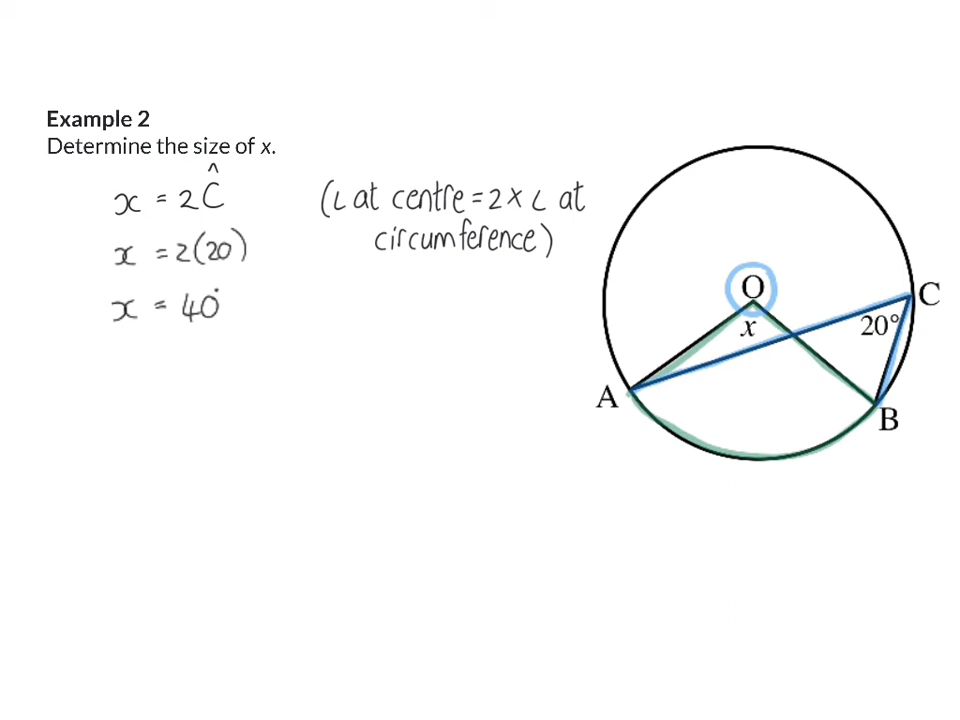 Example 2
Determine the size of x.
x = 2Ĉ (∠ at centre = 2 × ∠ at
circumference)
x = 2(20)
x = 40°
O
x
C
20°
A
B